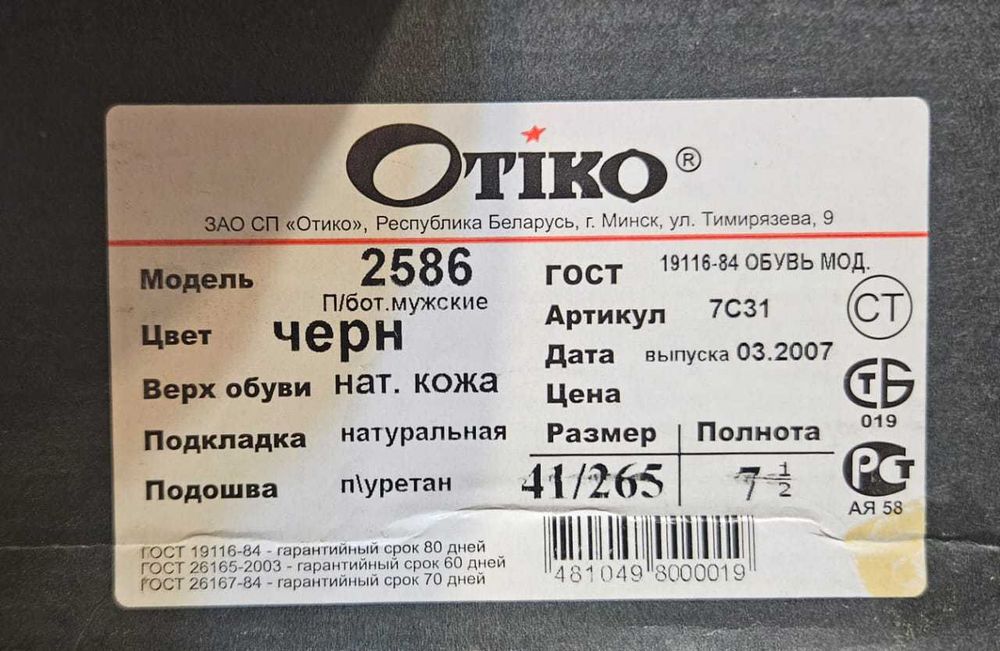 Отiко ®
ЗАО СП «Отико», Республика Беларусь, г. Минск, ул. Тимирязева, 9
Модель 2586
П/бот.мужские
Цвет черн
Верх обуви нат. кожа
Подкладка натуральная
Подошва п\уретан
ГОСТ 19116-84 - гарантийный срок 80 дней
ГОСТ 26165-2003 - гарантийный срок 60 дней
ГОСТ 26167-84 - гарантийный срок 70 дней
ГОСТ 19116-84 ОБУВЬ МОД.
Артикул 7С31
Дата выпуска 03.2007
Цена
Размер Полнота
41/265 7 1/2
481049 8000019
СТ
СТБ
019
РСТ
АЯ 58